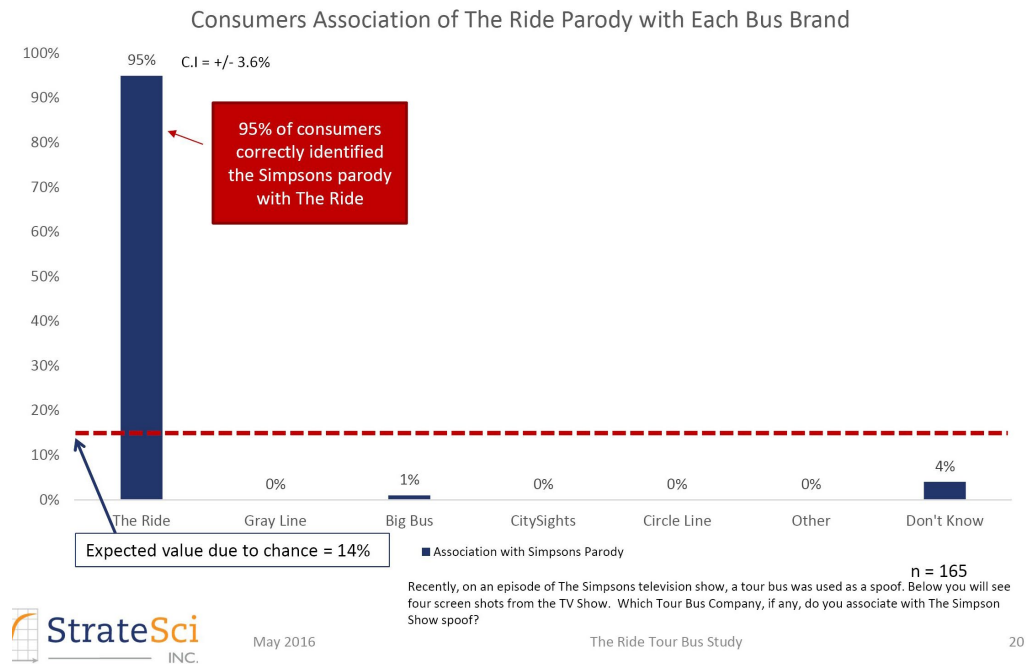 Consumers Association of The Ride Parody with Each Bus Brand
100%
90%
80%
70%
60%
50%
40%
30%
20%
10%
0%
95%
C.I = +/- 3.6%
95% of consumers
correctly identified
the Simpsons parody
with The Ride
0%
1%
0%
0%
0%
4%
The Ride
Gray Line
Big Bus
CitySights
Circle Line
Other
Don't Know
Expected value due to chance = 14%
Association with Simpsons Parody
n = 165
Recently, on an episode of The Simpsons television show, a tour bus was used as a spoof. Below you will see
four screen shots from the TV Show.  Which Tour Bus Company, if any, do you associate with The Simpson
Show spoof?
StrateSci
INC.
May 2016
The Ride Tour Bus Study
20